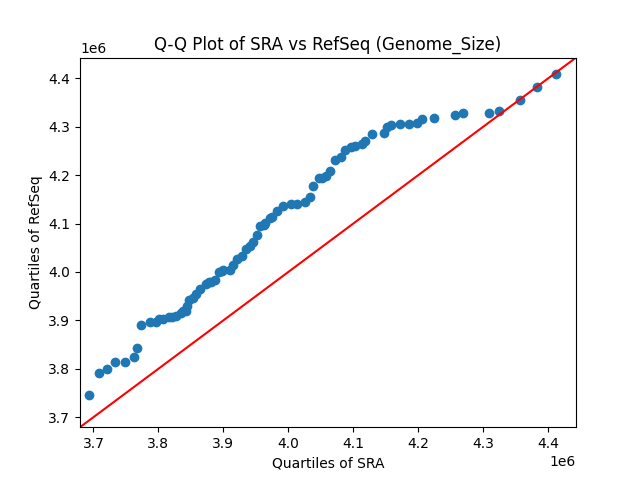 Q-Q Plot of SRA vs RefSeq (Genome_Size)
1e6
4.4
4.3
4.2
4.1
4.0
3.9
3.8
3.7
Quartiles of RefSeq
3.7 3.8 3.9 4.0 4.1 4.2 4.3 4.4
Quartiles of SRA
1e6